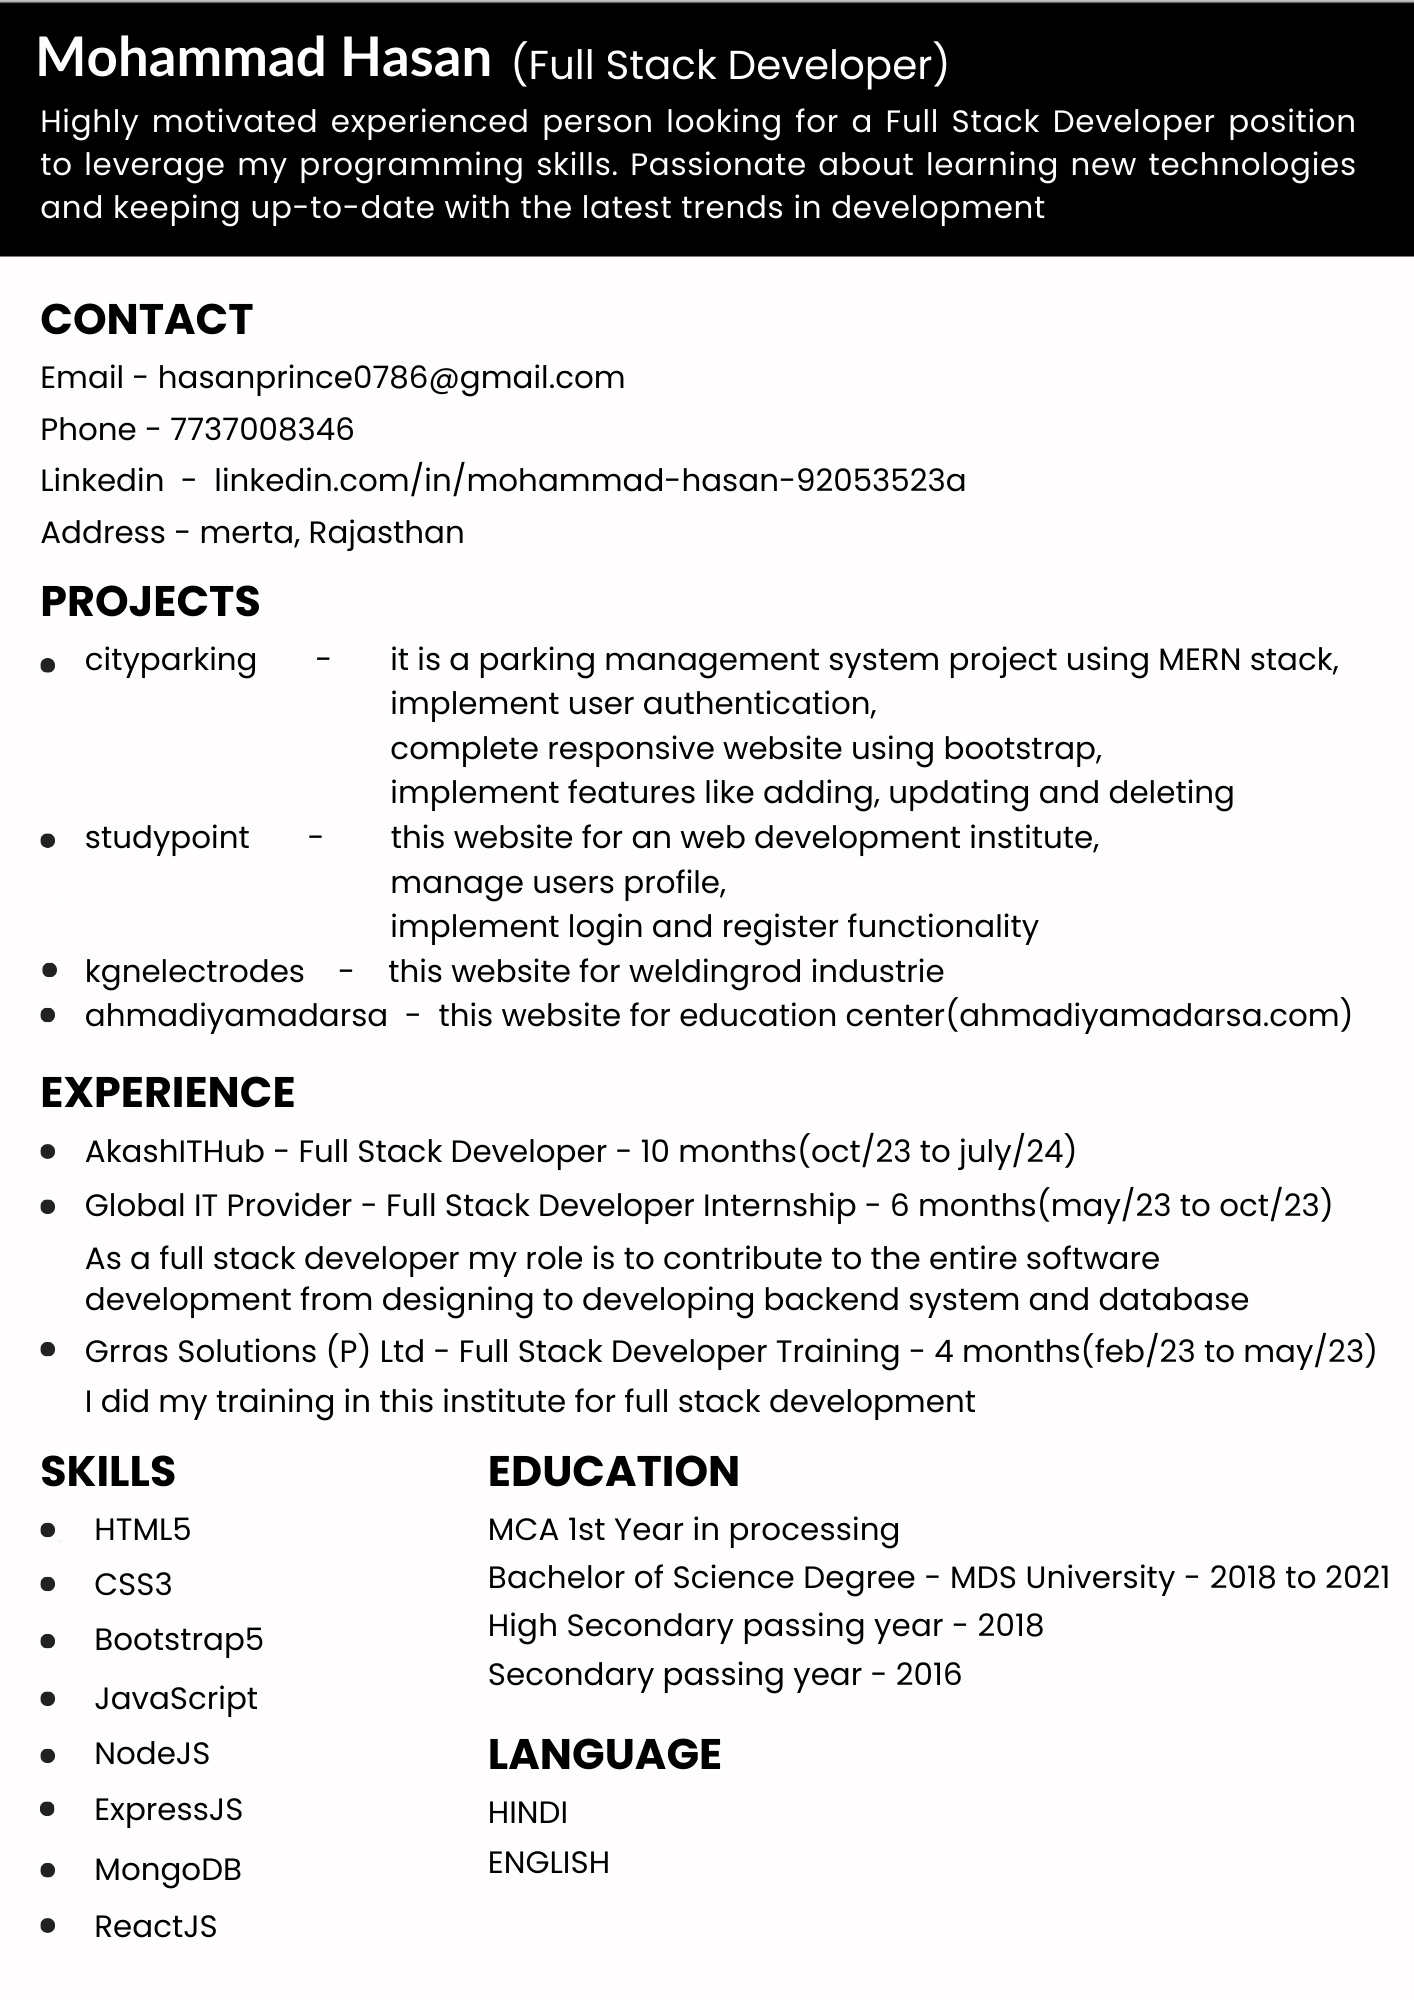 Mohammad Hasan (Full Stack Developer)
Highly motivated experienced person looking for a Full Stack Developer position
to leverage my programming skills. Passionate about learning new technologies
and keeping up-to-date with the latest trends in development
CONTACT
Email - hasanprince0786@gmail.com
Phone - 7737008346
Linkedin - linkedin.com/in/mohammad-hasan-92053523a
Address - merta, Rajasthan
PROJECTS
• cityparking - it is a parking management system project using MERN stack,
implement user authentication,
complete responsive website using bootstrap,
implement features like adding, updating and deleting
• studypoint - this website for an web development institute,
manage users profile,
implement login and register functionality
• kgnelectrodes - this website for weldingrod industrie
• ahmadiyamadarsa - this website for education center(ahmadiyamadarsa.com)
EXPERIENCE
• AkashITHub - Full Stack Developer - 10 months(oct/23 to july/24)
• Global IT Provider - Full Stack Developer Internship - 6 months(may/23 to oct/23)
As a full stack developer my role is to contribute to the entire software
development from designing to developing backend system and database
• Grras Solutions (P) Ltd - Full Stack Developer Training - 4 months(feb/23 to may/23)
I did my training in this institute for full stack development
SKILLS
• HTML5
• CSS3
• Bootstrap5
• JavaScript
• NodeJS
• ExpressJS
• MongoDB
• ReactJS
EDUCATION
MCA 1st Year in processing
Bachelor of Science Degree - MDS University - 2018 to 2021
High Secondary passing year - 2018
Secondary passing year - 2016
LANGUAGE
HINDI
ENGLISH